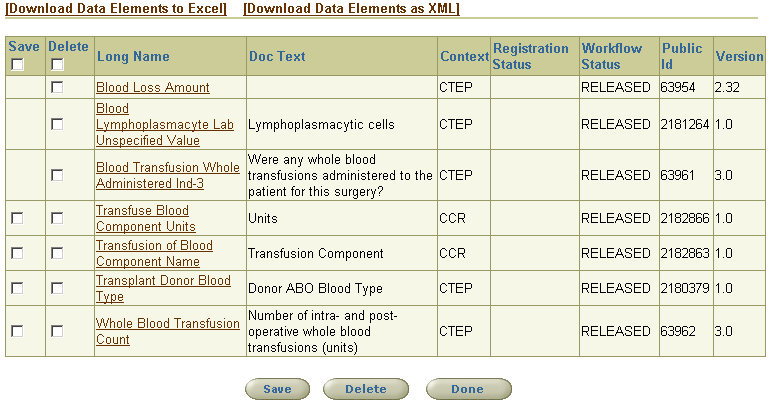 [Download Data Elements to Excel] [Download Data Elements as XML]
Save Delete Long Name Doc Text Context Registration Status Workflow Status Public Id Version
Blood Loss Amount CTEP RELEASED 63954 2.32
Blood Lymphoplasmacyte Lab Unspecified Value Lymphoplasmacytic cells CTEP RELEASED 2181264 1.0
Blood Transfusion Whole Administered Ind-3 Were any whole blood transfusions administered to the patient for this surgery? CTEP RELEASED 63961 3.0
Transfuse Blood Component Units Units CCR RELEASED 2182866 1.0
Transfusion of Blood Component Name Transfusion Component CCR RELEASED 2182863 1.0
Transplant Donor Blood Type Donor ABO Blood Type CTEP RELEASED 2180379 1.0
Whole Blood Transfusion Count Number of intra- and post-operative whole blood transfusions (units) CTEP RELEASED 63962 3.0
Save Delete Done